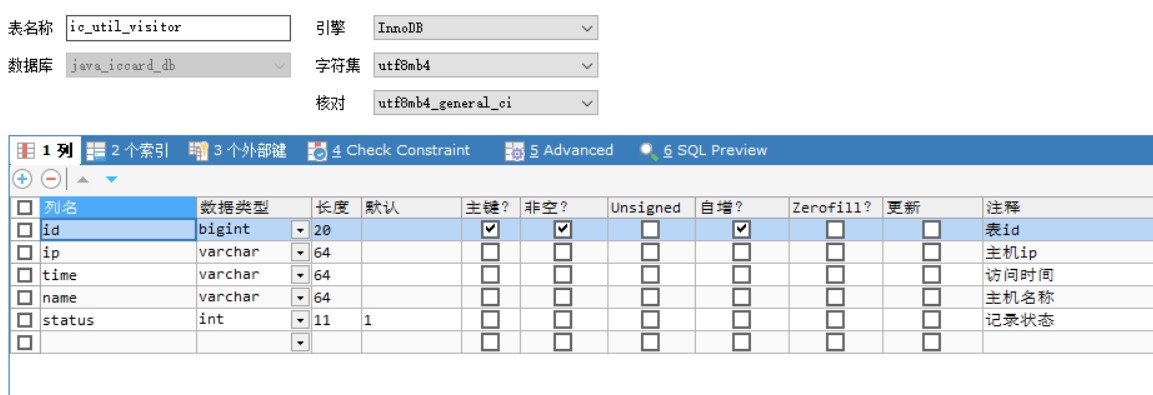 表名称 ic_util_visitor 引擎 InnoDB
数据库 java_iccard_db 字符集 utf8mb4
核对 utf8mb4_general_ci
1 列 2 个索引 3 个外部键 4 Check Constraint 5 Advanced 6 SQL Preview
列名 数据类型 长度 默认 主键? 非空? Unsigned 自增? Zerofill? 更新 注释
id bigint 20 表id
ip varchar 64 主机ip
time varchar 64 访问时间
name varchar 64 主机名称
status int 11 1 记录状态